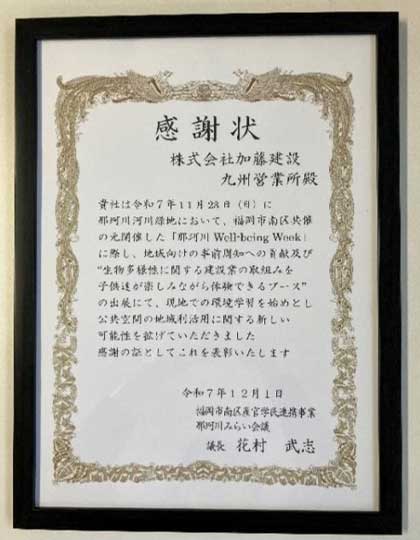 感謝状
株式会社加藤建設
九州営業所殿
貴社は令和7年11月23日(日)に
那珂川河川緑地において、福岡市南区共催
の元開催した「那珂川 Well-being Week」
に際し、地域向けの事前周知への貢献及び
"生物多様性に関する建設業の取組みを
子供達が楽しみながら体験できるブース"
の出展にて、現地での環境学習を始めとし
公共空間の地域利活用に関する新しい
可能性を拡げていただきました
感謝の証としてこれを表彰いたします
令和7年12月1日
福岡市南区産官学民連携事業
那珂川みらい会議
議長 花村 武志